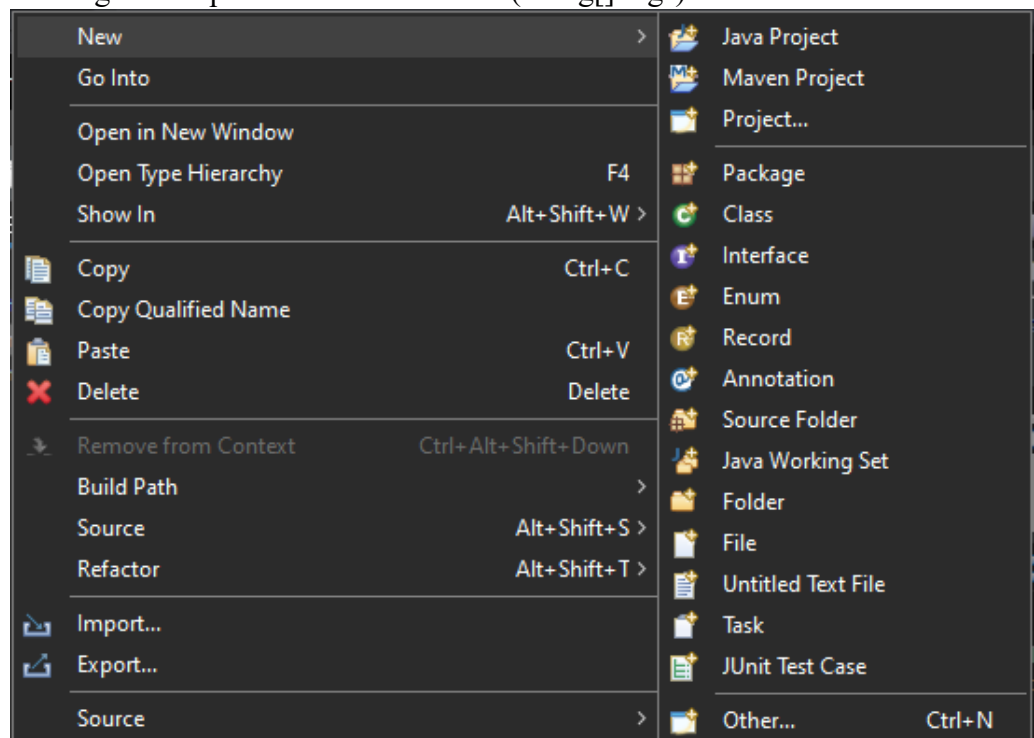 New >
Go Into
Open in New Window
Open Type Hierarchy F4
Show In Alt+Shift+W >
Copy Ctrl+C
Copy Qualified Name
Paste Ctrl+V
Delete Delete
Remove from Context Ctrl+Alt+Shift+Down
Build Path >
Source Alt+Shift+S >
Refactor Alt+Shift+T >
Import...
Export...
Source >
Java Project
Maven Project
Project...
Package
Class
Interface
Enum
Record
Annotation
Source Folder
Java Working Set
Folder
File
Untitled Text File
Task
JUnit Test Case
Other... Ctrl+N